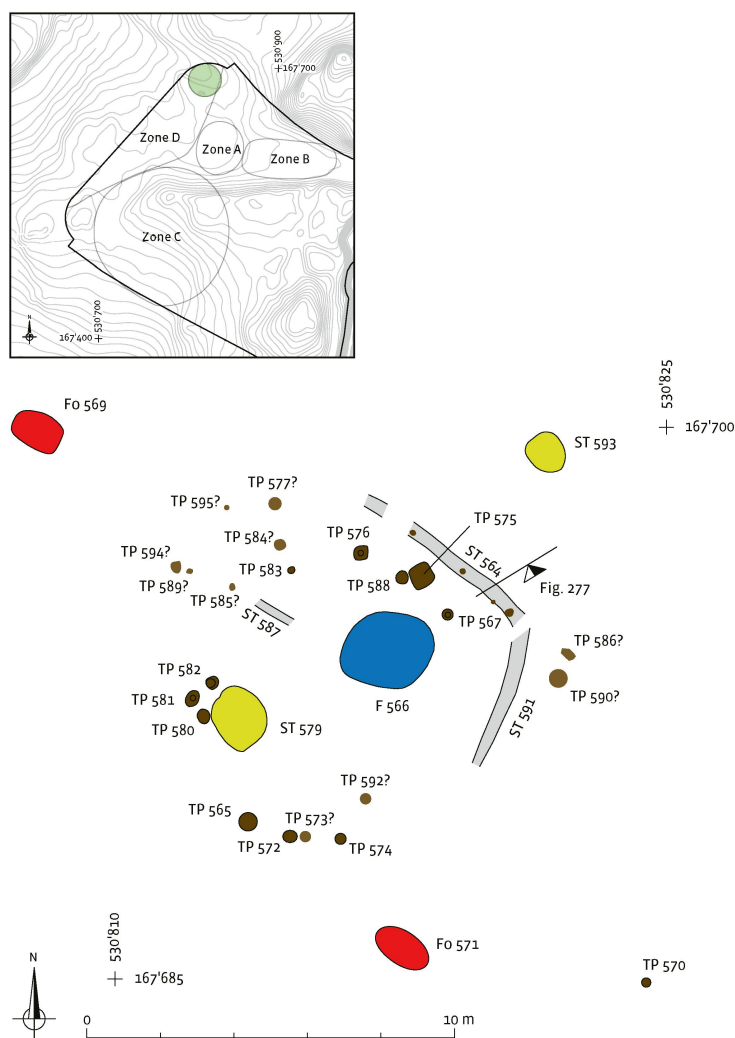 530'900
167'700
Zone D
Zone A
Zone B
Zone C
N
530'700
167'400
530'825
167'700
Fo 569
ST 593
TP 577?
TP 595?
TP 575
TP 576
TP 584?
ST 564
TP 594?
TP 583
TP 588
Fig. 277
TP 589?
TP 585?
ST 587
TP 567
TP 586?
TP 582
TP 590?
TP 581
F 566
ST 591
TP 580
ST 579
TP 592?
TP 565
TP 573?
TP 572
TP 574
530'810
Fo 571
N
TP 570
167'685
0
10 m